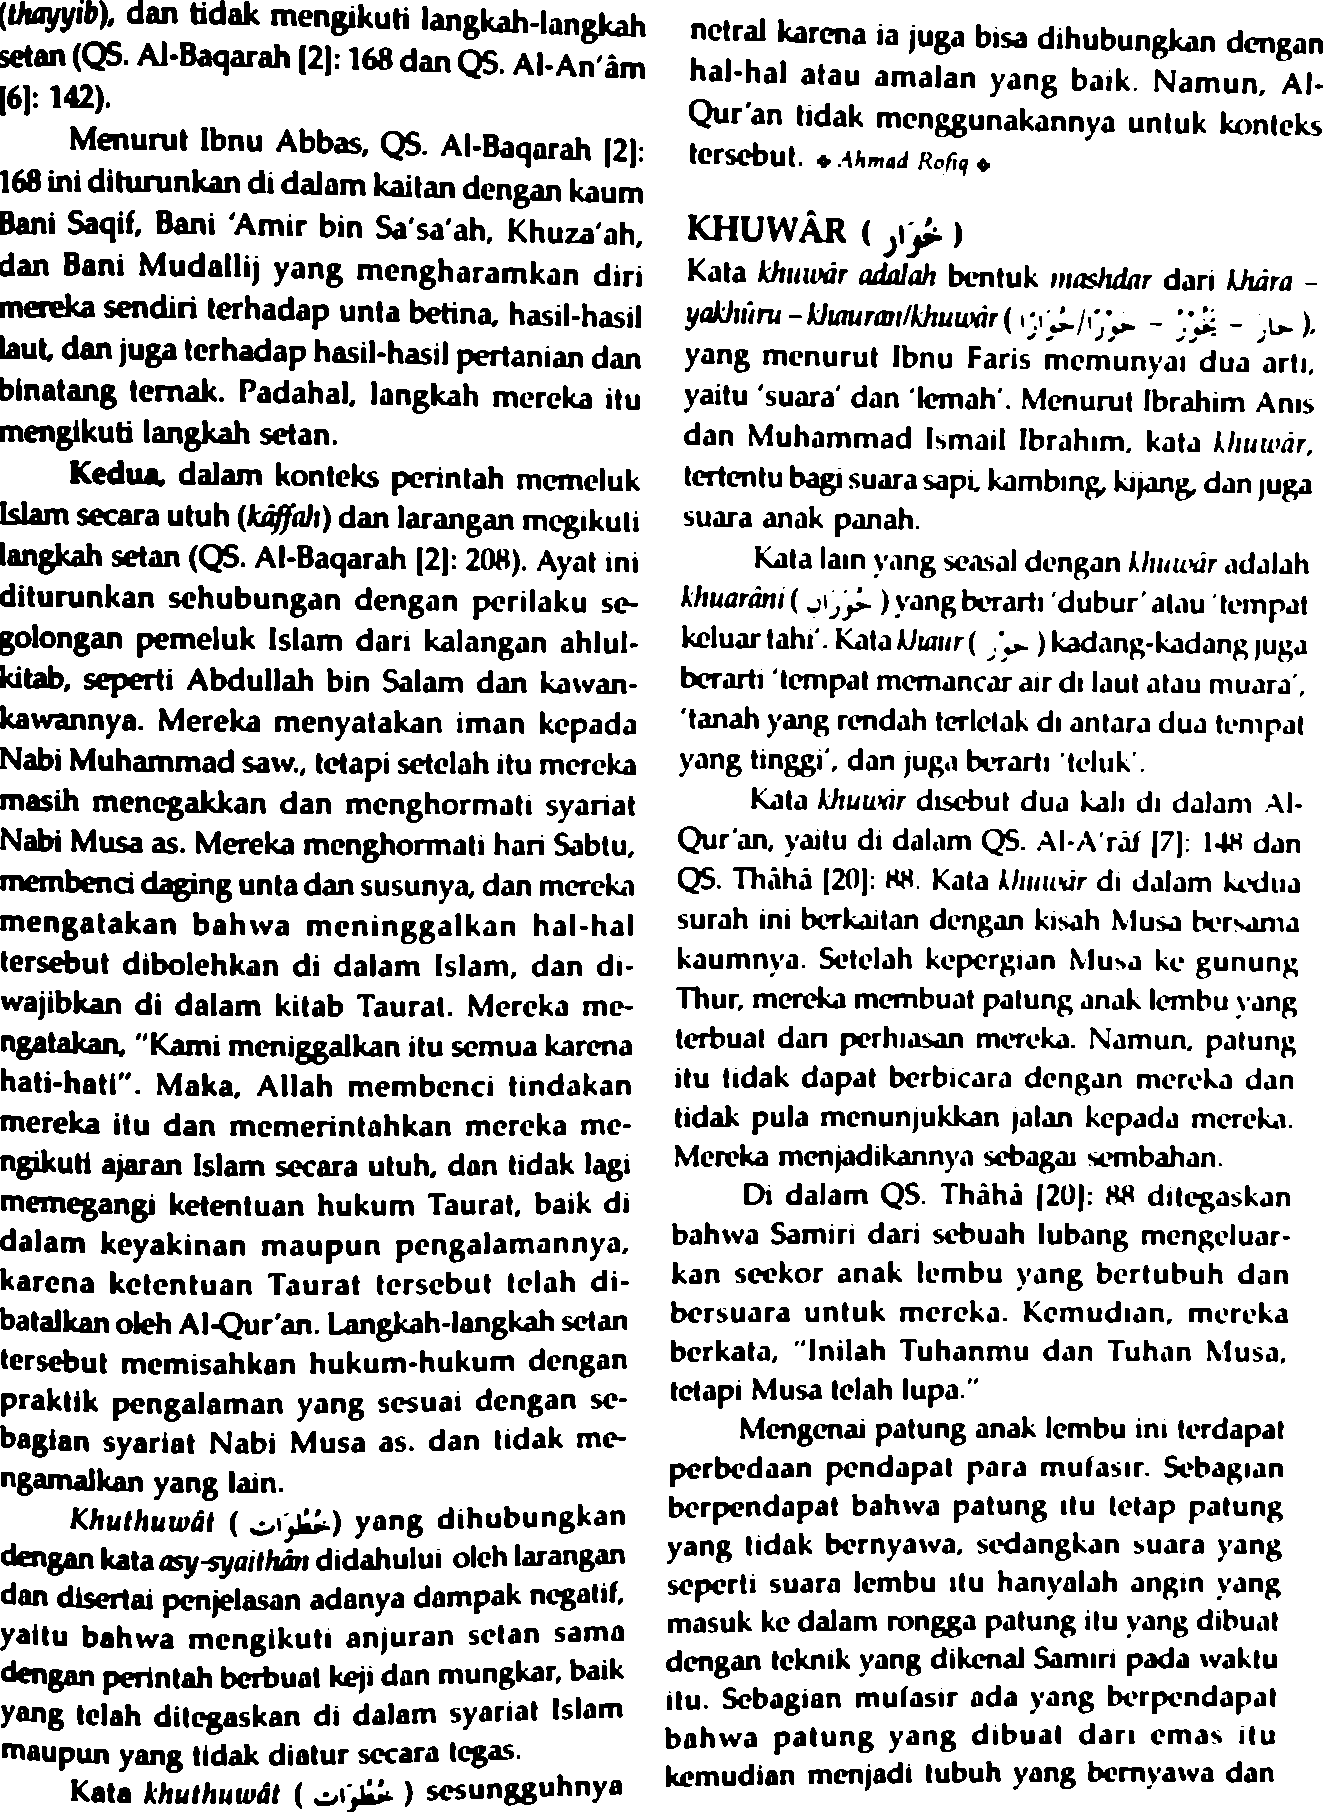 (thayyib), dan tidak mengikuti langkah-langkah
setan (QS. Al-Baqarah [2]: 168 dan QS. Al-An'âm
[6]: 142).
Menurut Ibnu Abbas, QS. Al-Baqarah [2]:
168 ini diturunkan di dalam kaitan dengan kaum
Bani Saqif, Bani 'Amir bin Sa'sa'ah, Khuza'ah,
dan Bani Mudallij yang mengharamkan diri
mereka sendiri terhadap unta betina, hasil-hasil
laut, dan juga terhadap hasil-hasil pertanian dan
binatang ternak. Padahal, langkah mereka itu
mengikuti langkah setan.
Kedua, dalam konteks perintah memeluk
Islam secara utuh (kâffah) dan larangan megikuti
langkah setan (QS. Al-Baqarah [2]: 208). Ayat ini
diturunkan sehubungan dengan perilaku se-
golongan pemeluk Islam dari kalangan ahlul-
kitab, seperti Abdullah bin Salam dan kawan-
kawannya. Mereka menyatakan iman kepada
Nabi Muhammad saw., tetapi setelah itu mereka
masih menegakkan dan menghormati syariat
Nabi Musa as. Mereka menghormati hari Sabtu,
membenci daging unta dan susunya, dan mereka
mengatakan bahwa meninggalkan hal-hal
tersebut dibolehkan di dalam Islam, dan di-
wajibkan di dalam kitab Taurat. Mereka me-
ngatakan, "Kami meniggalkan itu semua karena
hati-hati". Maka, Allah membenci tindakan
mereka itu dan memerintahkan mereka me-
ngikuti ajaran Islam secara utuh, dan tidak lagi
memegangi ketentuan hukum Taurat, baik di
dalam keyakinan maupun pengalamannya,
karena ketentuan Taurat tersebut telah di-
batalkan oleh Al-Qur'an. Langkah-langkah setan
tersebut memisahkan hukum-hukum dengan
praktik pengalaman yang sesuai dengan se-
bagian syariat Nabi Musa as. dan tidak me-
ngamalkan yang lain.
Khuthuwât ( خُطُوَات) yang dihubungkan
dengan kata asy-syaithân didahului oleh larangan
dan disertai penjelasan adanya dampak negatif,
yaitu bahwa mengikuti anjuran setan sama
dengan perintah berbuat keji dan mungkar, baik
yang telah ditegaskan di dalam syariat Islam
maupun yang tidak diatur secara tegas.
Kata khuthuwât ( خُطُوَات ) sesungguhnya
netral karena ia juga bisa dihubungkan dengan
hal-hal atau amalan yang baik. Namun, Al-
Qur'an tidak menggunakannya untuk konteks
tersebut. ✦ Ahmad Rofiq ✦
KHUWÂR ( خُوَار )
Kata khuwâr adalah bentuk mashdar dari khâra –
yakhûru – khauran/khuwâr ( خار – يَخُوْرُ – خَوْرًا/خُوَارًا ),
yang menurut Ibnu Faris memunyai dua arti,
yaitu 'suara' dan 'lemah'. Menurut Ibrahim Anis
dan Muhammad Ismail Ibrahim, kata khuwâr,
tertentu bagi suara sapi, kambing, kijang, dan juga
suara anak panah.
Kata lain yang seasal dengan khuwâr adalah
khuarâni ( خَوْرَان ) yang berarti 'dubur' atau 'tempat
keluar tahi'. Kata khaur ( خَوْر ) kadang-kadang juga
berarti 'tempat memancar air di laut atau muara',
'tanah yang rendah terletak di antara dua tempat
yang tinggi', dan juga berarti 'teluk'.
Kata khuwâr disebut dua kali di dalam Al-
Qur'an, yaitu di dalam QS. Al-A'râf [7]: 148 dan
QS. Thâhâ [20]: 88. Kata khuwâr di dalam kedua
surah ini berkaitan dengan kisah Musa bersama
kaumnya. Setelah kepergian Musa ke gunung
Thur, mereka membuat patung anak lembu yang
terbuat dari perhiasan mereka. Namun, patung
itu tidak dapat berbicara dengan mereka dan
tidak pula menunjukkan jalan kepada mereka.
Mereka menjadikannya sebagai sembahan.
Di dalam QS. Thâhâ [20]: 88 ditegaskan
bahwa Samiri dari sebuah lubang mengeluar-
kan seekor anak lembu yang bertubuh dan
bersuara untuk mereka. Kemudian, mereka
berkata, "Inilah Tuhanmu dan Tuhan Musa,
tetapi Musa telah lupa."
Mengenai patung anak lembu ini terdapat
perbedaan pendapat para mufasir. Sebagian
berpendapat bahwa patung itu tetap patung
yang tidak bernyawa, sedangkan suara yang
seperti suara lembu itu hanyalah angin yang
masuk ke dalam rongga patung itu yang dibuat
dengan teknik yang dikenal Samiri pada waktu
itu. Sebagian mufasir ada yang berpendapat
bahwa patung yang dibuat dari emas itu
kemudian menjadi tubuh yang bernyawa dan